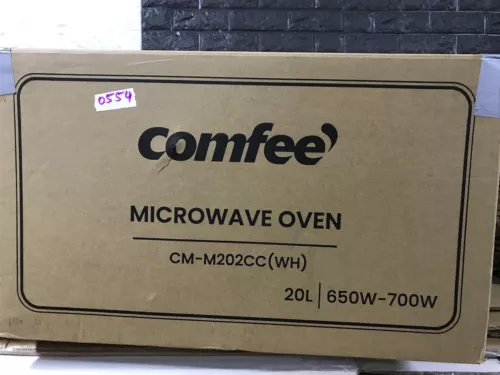 0554
comfee'
MICROWAVE OVEN
CM-M202CC(WH)
20L | 650W-700W